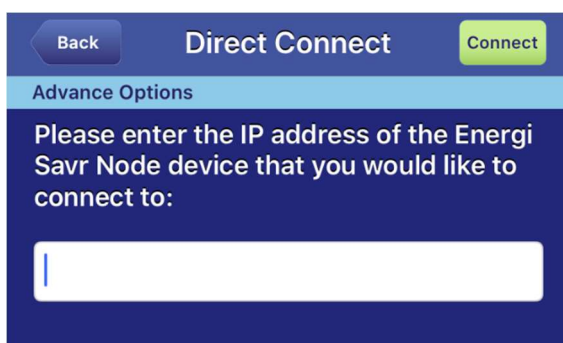 Back
Direct Connect
Connect
Advance Options
Please enter the IP address of the Energi
Savr Node device that you would like to
connect to: